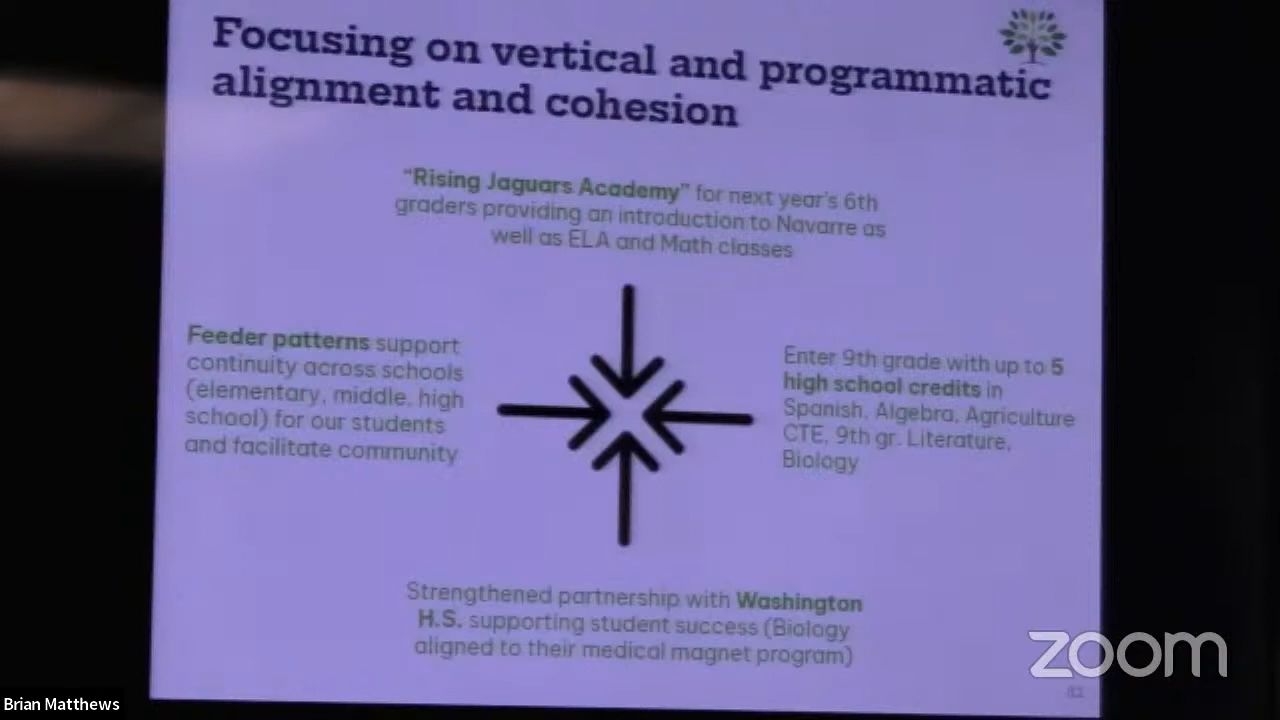 Focusing on vertical and programmatic
alignment and cohesion
“Rising Jaguars Academy” for next year’s 6th
graders providing an introduction to Navarre as
well as ELA and Math classes
Feeder patterns support
continuity across schools
(elementary, middle, high
school) for our students
and facilitate community
Enter 9th grade with up to 5
high school credits in
Spanish, Algebra, Agriculture
CTE, 9th gr. Literature,
Biology
Strengthened partnership with Washington
H.S. supporting student success (Biology
aligned to their medical magnet program)
zoom
Brian Matthews